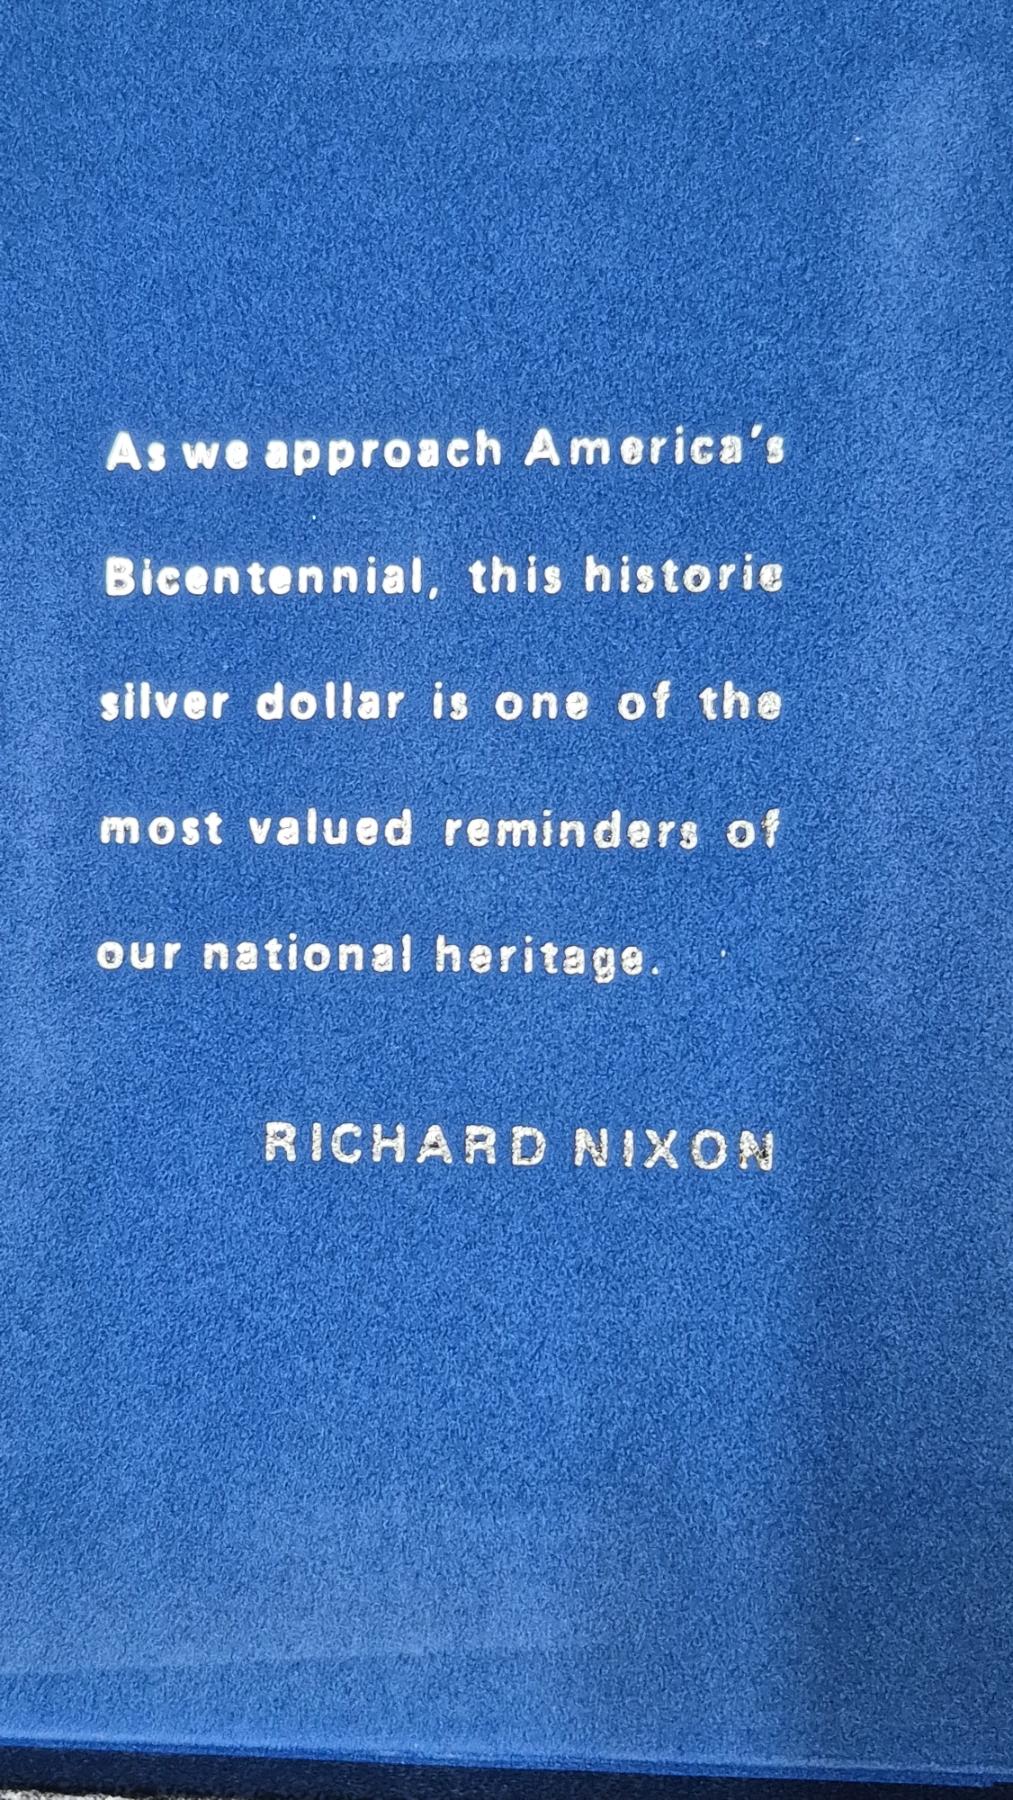 As we approach America's
Bicentennial, this historic
silver dollar is one of the
most valued reminders of
our national heritage.
RICHARD NIXON